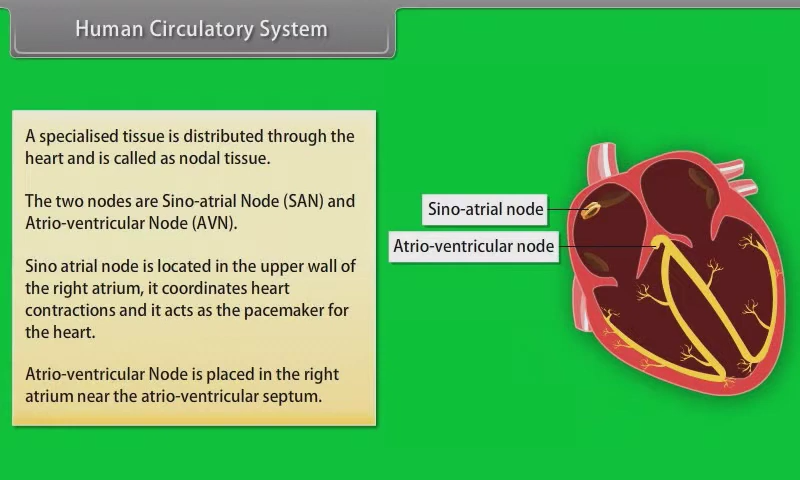 Human Circulatory System
A specialised tissue is distributed through the
heart and is called as nodal tissue.
The two nodes are Sino-atrial Node (SAN) and
Atrio-ventricular Node (AVN).
Sino atrial node is located in the upper wall of
the right atrium, it coordinates heart
contractions and it acts as the pacemaker for
the heart.
Atrio-ventricular Node is placed in the right
atrium near the atrio-ventricular septum.
Sino-atrial node
Atrio-ventricular node